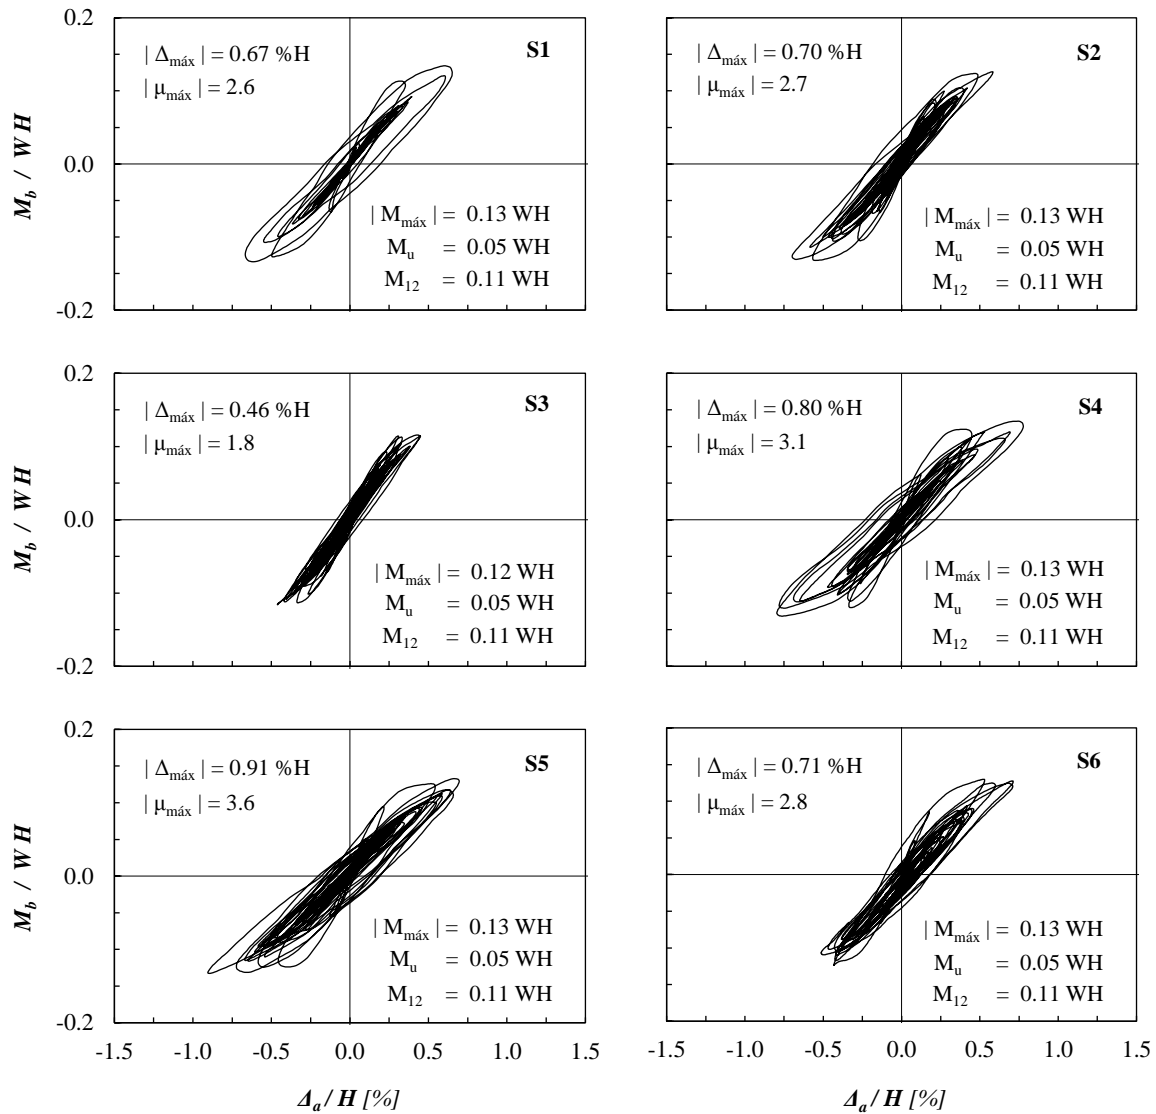 0.2
0.0
-0.2
M_b / WH
| Δmáx | = 0.67 %H
| μmáx | = 2.6
S1
| Mmáx | = 0.13 WH
Mu = 0.05 WH
M12 = 0.11 WH
| Δmáx | = 0.70 %H
| μmáx | = 2.7
S2
| Mmáx | = 0.13 WH
Mu = 0.05 WH
M12 = 0.11 WH
0.2
0.0
-0.2
M_b / WH
| Δmáx | = 0.46 %H
| μmáx | = 1.8
S3
| Mmáx | = 0.12 WH
Mu = 0.05 WH
M12 = 0.11 WH
| Δmáx | = 0.80 %H
| μmáx | = 3.1
S4
| Mmáx | = 0.13 WH
Mu = 0.05 WH
M12 = 0.11 WH
0.2
0.0
-0.2
M_b / WH
| Δmáx | = 0.91 %H
| μmáx | = 3.6
S5
| Mmáx | = 0.13 WH
Mu = 0.05 WH
M12 = 0.11 WH
| Δmáx | = 0.71 %H
| μmáx | = 2.8
S6
| Mmáx | = 0.13 WH
Mu = 0.05 WH
M12 = 0.11 WH
-1.5 -1.0 -0.5 0.0 0.5 1.0 1.5
-1.5 -1.0 -0.5 0.0 0.5 1.0 1.5
Δa / H [%]
Δa / H [%]